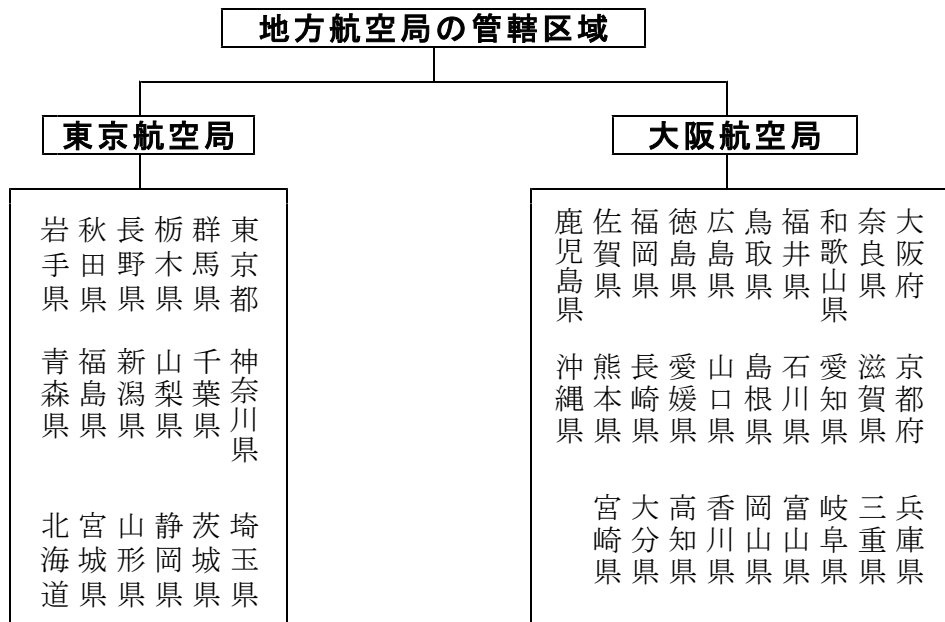 地方航空局の管轄区域
東京航空局
東京都
神奈川県
埼玉県
群馬県
千葉県
茨城県
栃木県
山梨県
静岡県
長野県
新潟県
山形県
秋田県
福島県
宮城県
岩手県
青森県
北海道
大阪航空局
大阪府
京都府
兵庫県
奈良県
滋賀県
三重県
和歌山県
愛知県
岐阜県
福井県
石川県
富山県
鳥取県
島根県
岡山県
広島県
山口県
香川県
徳島県
愛媛県
高知県
福岡県
長崎県
大分県
佐賀県
熊本県
宮崎県
鹿児島県
沖縄県